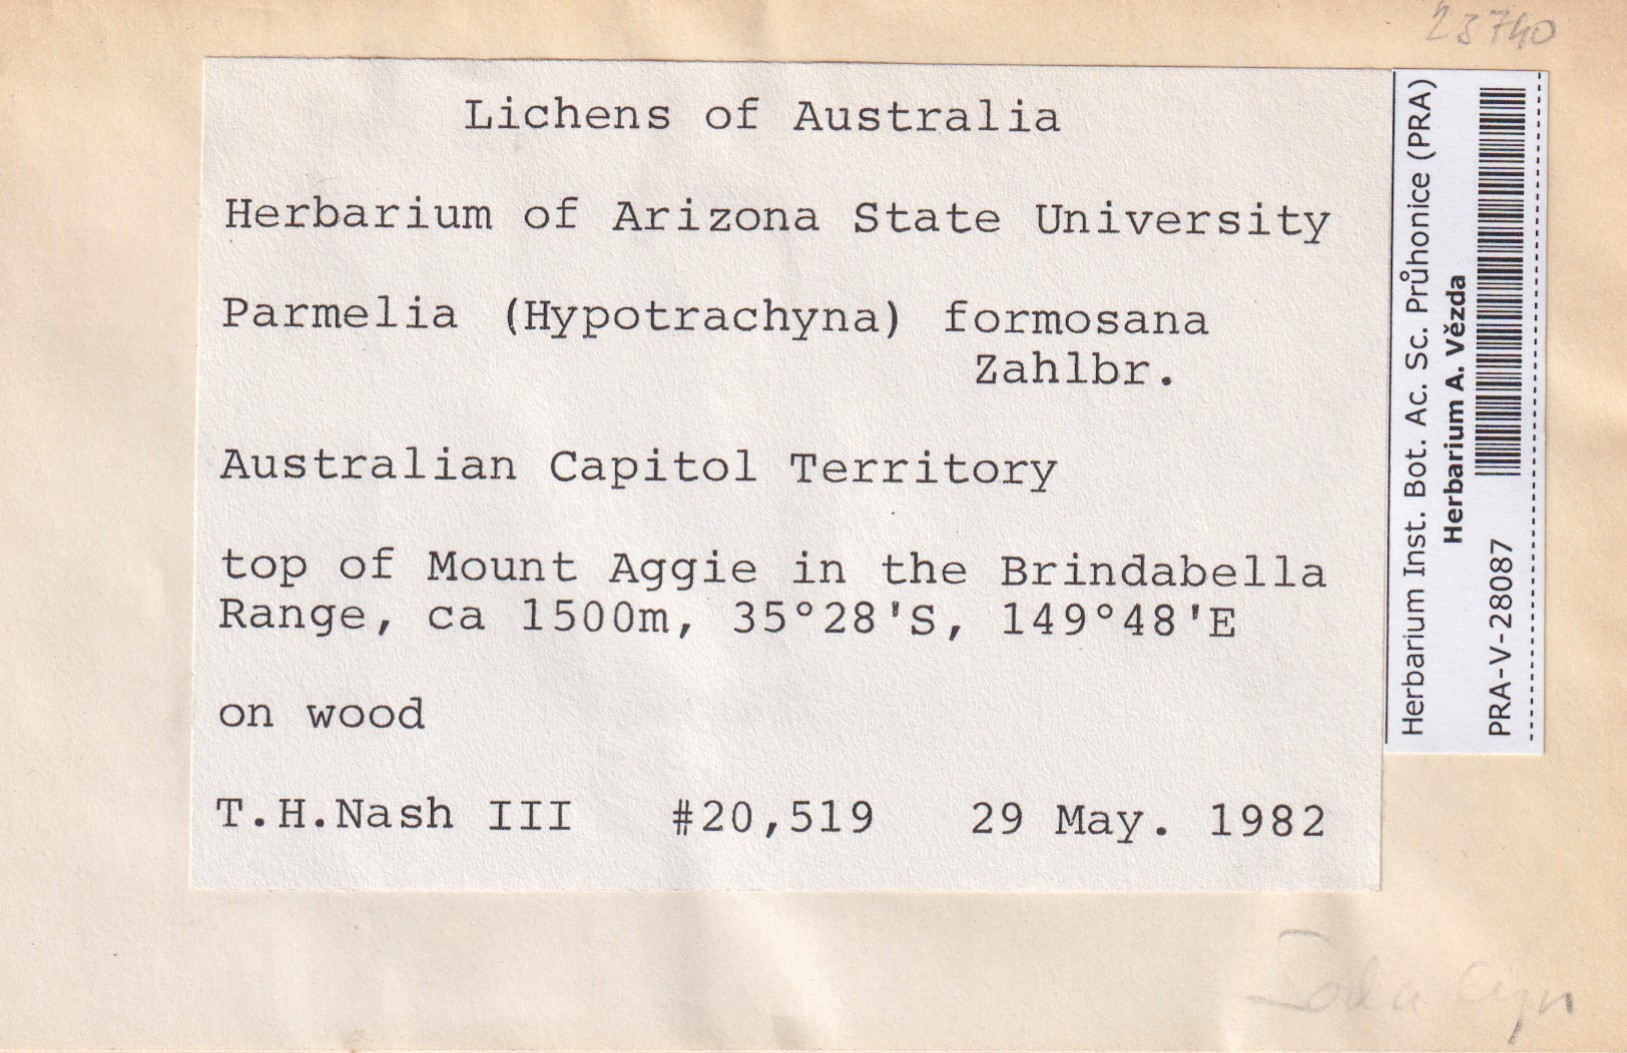 23740
Lichens of Australia
Herbarium of Arizona State University
Parmelia (Hypotrachyna) formosana
Zahlbr.
Australian Capitol Territory
top of Mount Aggie in the Brindabella
Range, ca 1500m, 35°28'S, 149°48'E
on wood
T.H.Nash III #20,519 29 May. 1982
Herbarium Inst. Bot. Ac. Sc. Průhonice (PRA)
Herbarium A. Vězda
PRA-V-28087